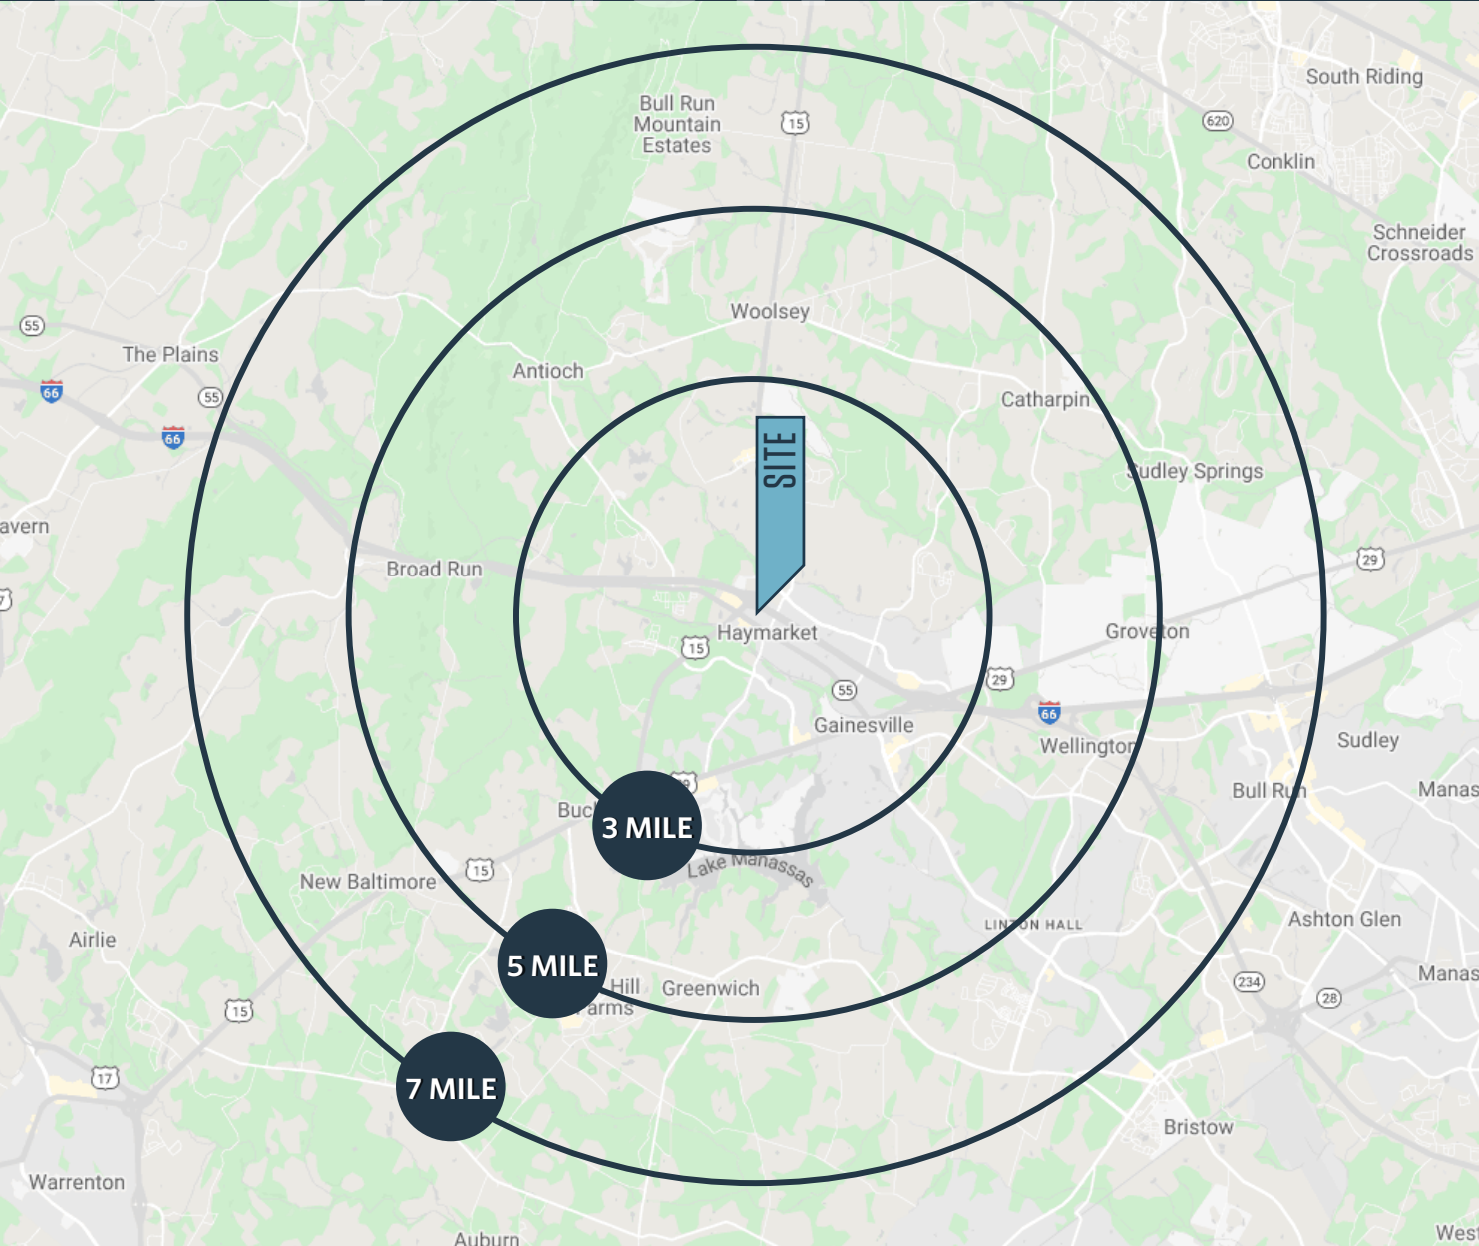 South Riding
Bull Run
Mountain
Estates
15
620
Conklin
Schneider
Crossroads
Woolsey
55
The Plains
Antioch
66
55
Catharpin
66
SITE
Sudley Springs
avern
29
Broad Run
7
Haymarket
Groveton
15
29
55
66
Gainesville
Wellington
Sudley
Bull Run
Manas
Buc
3 MILE
Lake Manassas
15
New Baltimore
Ashton Glen
LINTON HALL
Airlie
5 MILE
Manas
Hill
arms
Greenwich
234
28
15
17
7 MILE
Bristow
Warrenton
Auburn
Wes